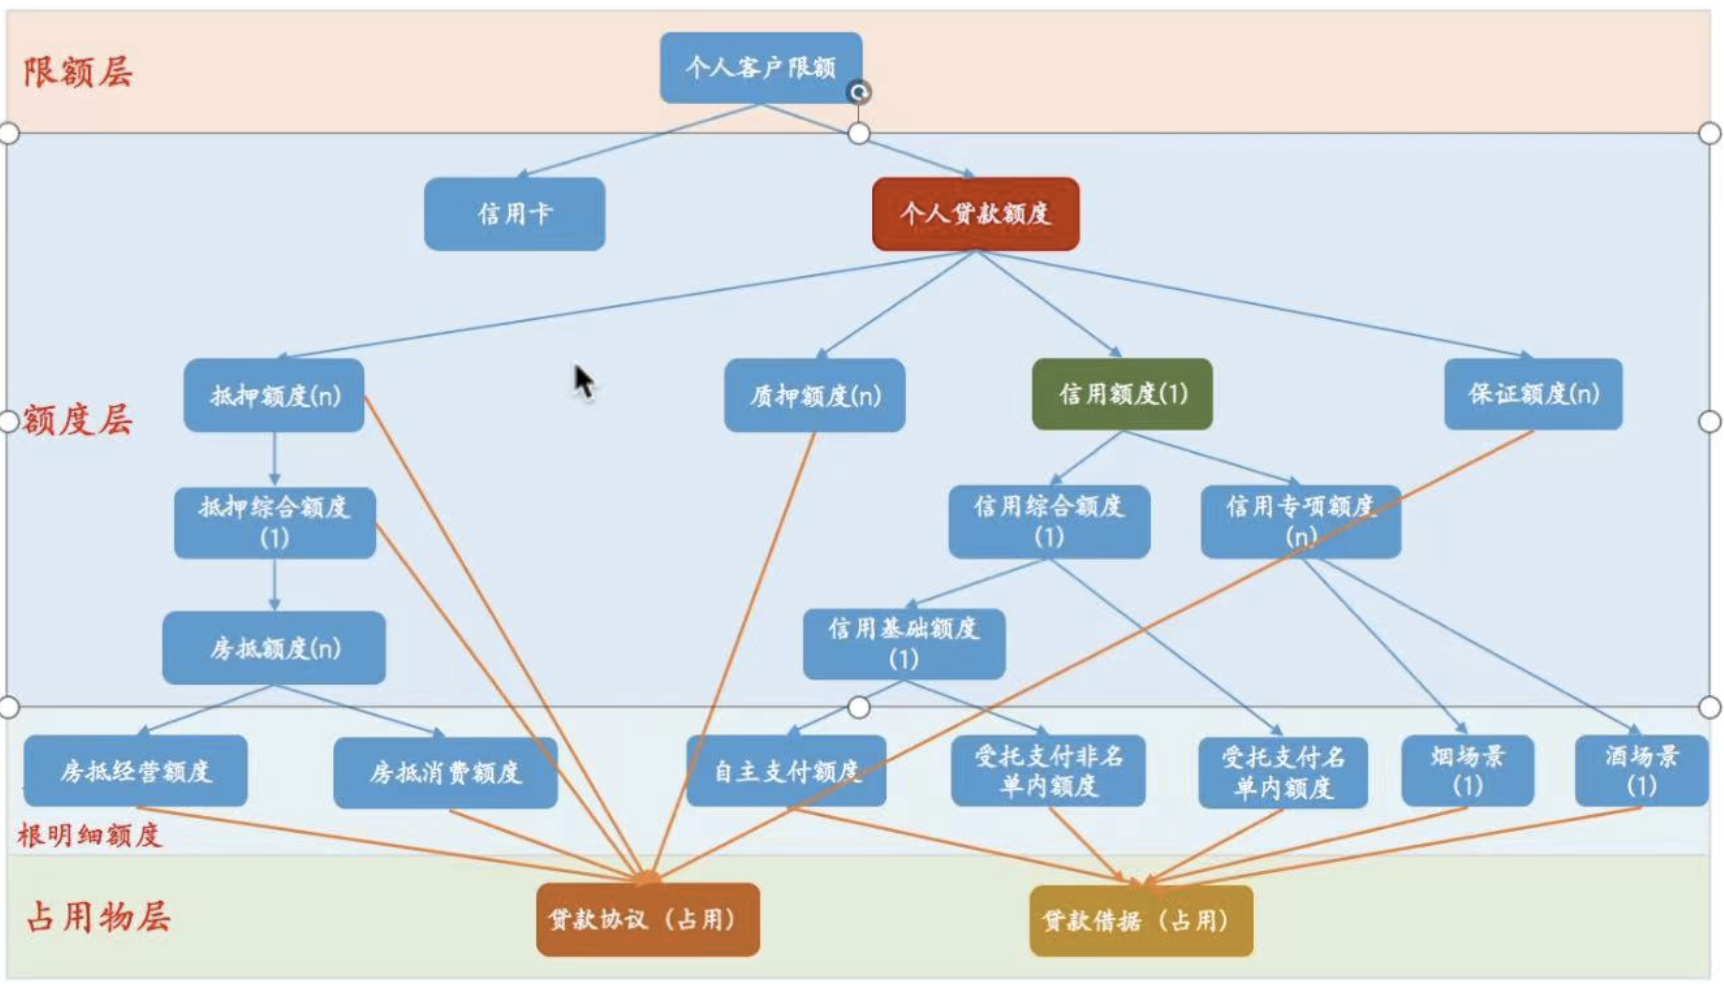 限额层
个人客户限额
信用卡
个人贷款额度
额度层
抵押额度(n)
质押额度(n)
信用额度(1)
保证额度(n)
抵押综合额度
(1)
信用综合额度
(1)
信用专项额度
(n)
房抵额度(n)
信用基础额度
(1)
房抵经营额度
房抵消费额度
自主支付额度
受托支付非名
单内额度
受托支付名
单内额度
烟场景
(1)
酒场景
(1)
根明细额度
占用物层
贷款协议（占用）
贷款借据（占用）